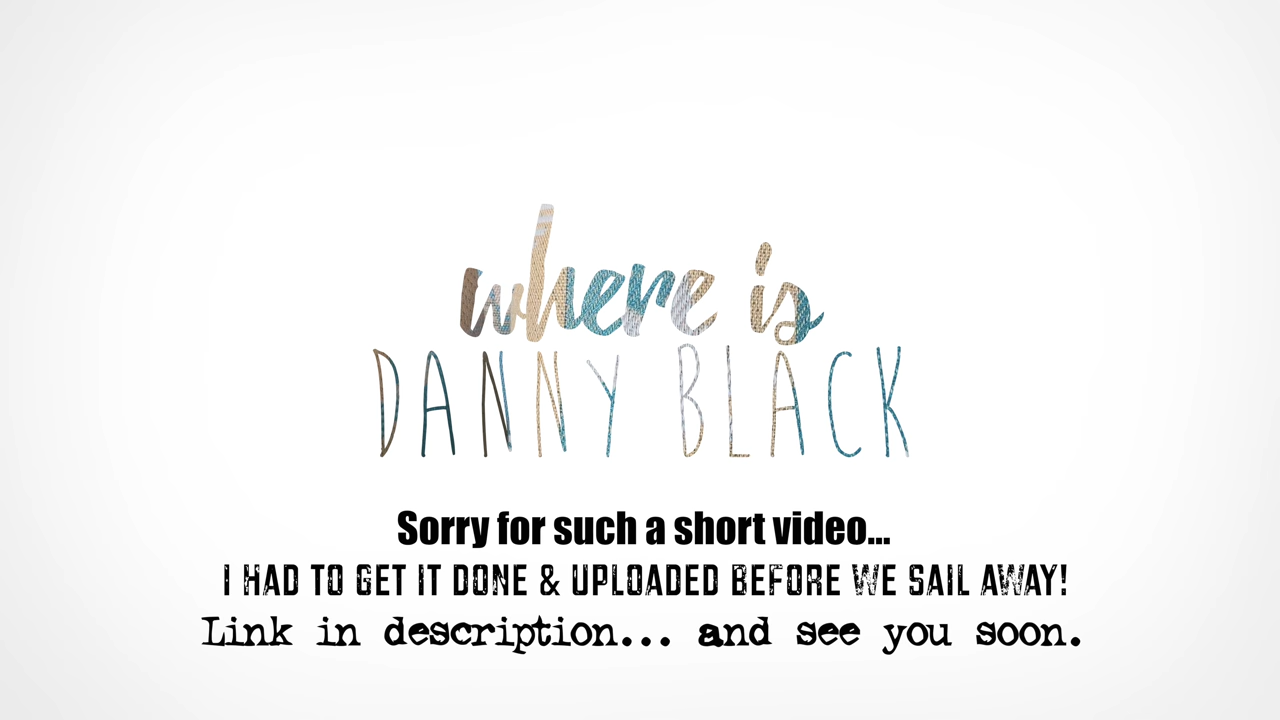 where is
DANNY BLACK
Sorry for such a short video...
I HAD TO GET IT DONE & UPLOADED BEFORE WE SAIL AWAY!
Link in description... and see you soon.